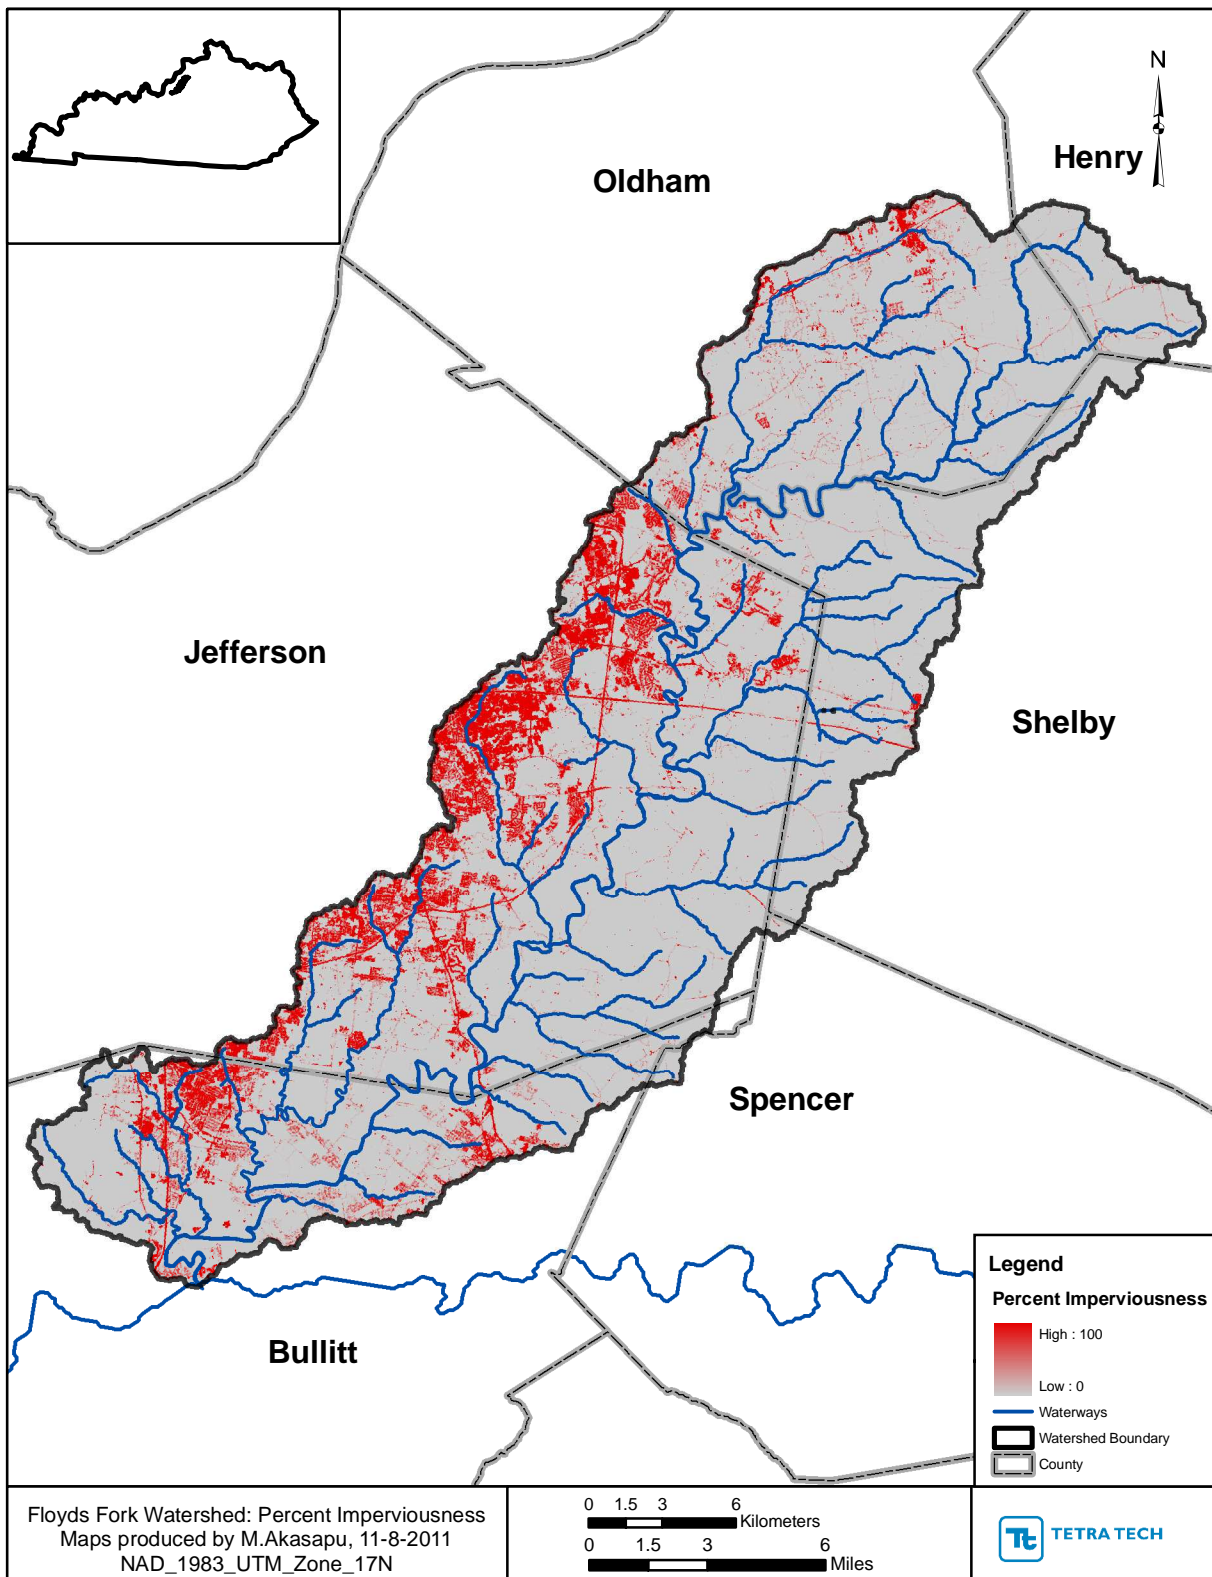 N
Henry
Oldham
Jefferson
Shelby
Spencer
Bullitt
Legend
Percent Imperviousness
High : 100
Low : 0
Waterways
Watershed Boundary
County
Floyds Fork Watershed: Percent Imperviousness
Maps produced by M.Akasapu, 11-8-2011
NAD_1983_UTM_Zone_17N
0 1.5 3 6
Kilometers
0 1.5 3 6
Miles
Tt TETRA TECH